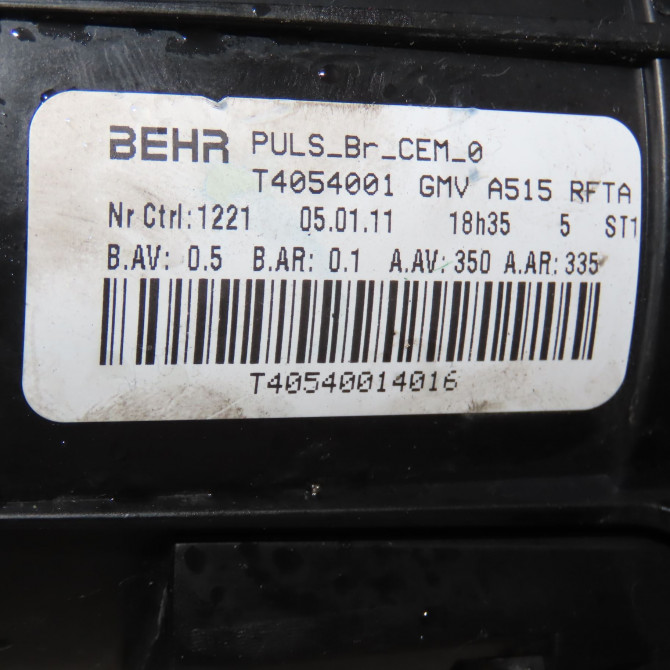 BEHR PULS_Br_CEM_0
T4054001 GMV A515 RFTA
Nr Ctrl:1221 05.01.11 18h35 5 ST1
B.AV: 0.5 B.AR: 0.1 A.AV:350 A.AR:335
T40540014016